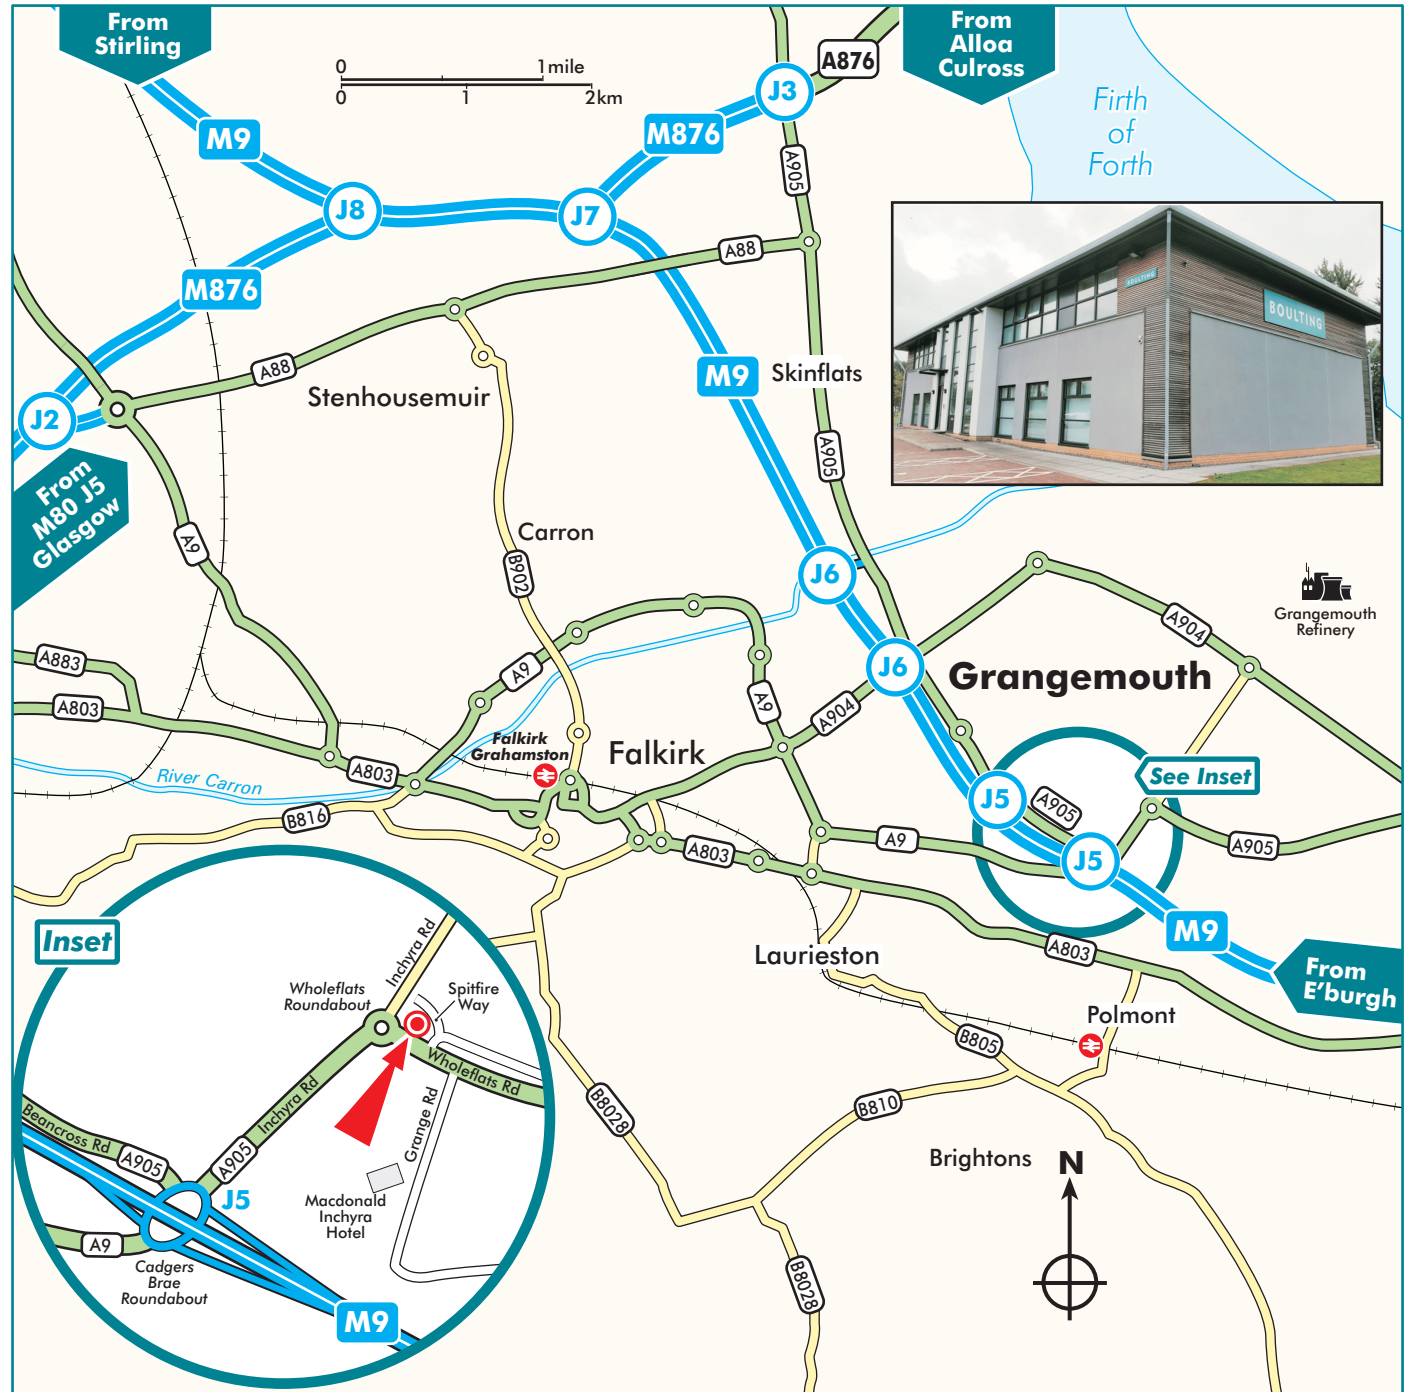 From
Stirling
0
1 mile
0
1
2km
A876
From
Alloa
Culross
J3
M9
M876
Firth
of
Forth
A905
J8
J7
A88
M876
BOULTING
BOULTING
A88
M9
Skinflats
Stenhousemuir
J2
A905
From
M80 J5
Glasgow
A9
Carron
B902
J6
Grangemouth
Refinery
A904
A883
A9
J6
Grangemouth
A803
A9
A904
Falkirk
Grahamston
Falkirk
River Carron
A803
See Inset
J5
A905
B816
A803
A9
J5
A905
Inset
M9
Inchyra Rd
Laurieston
A803
From
E'burgh
Wholeflats
Roundabout
Spitfire
Way
Polmont
B805
Wholeflats Rd
Inchyra Rd
Grange Rd
B8028
B810
Beancross Rd
A905
A905
Brightons
N
J5
Macdonald
Inchyra
Hotel
A9
Cadgers
Brae
Roundabout
B8028
M9